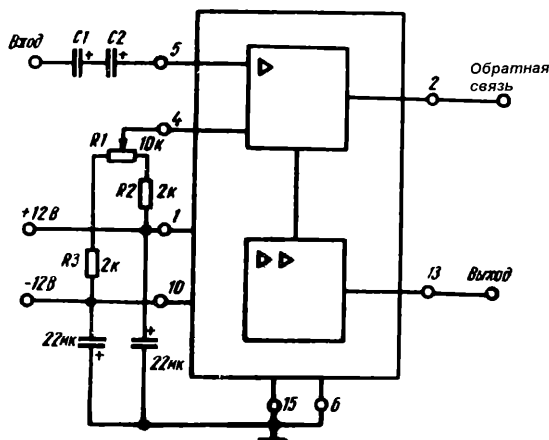 Вход
C1
+
C2
+
5
2
Обратная
связь
4
R1
10к
R2
2к
+12В
1
R3
2к
13
Выход
-12В
10
22мк
+
+
22мк
15
6